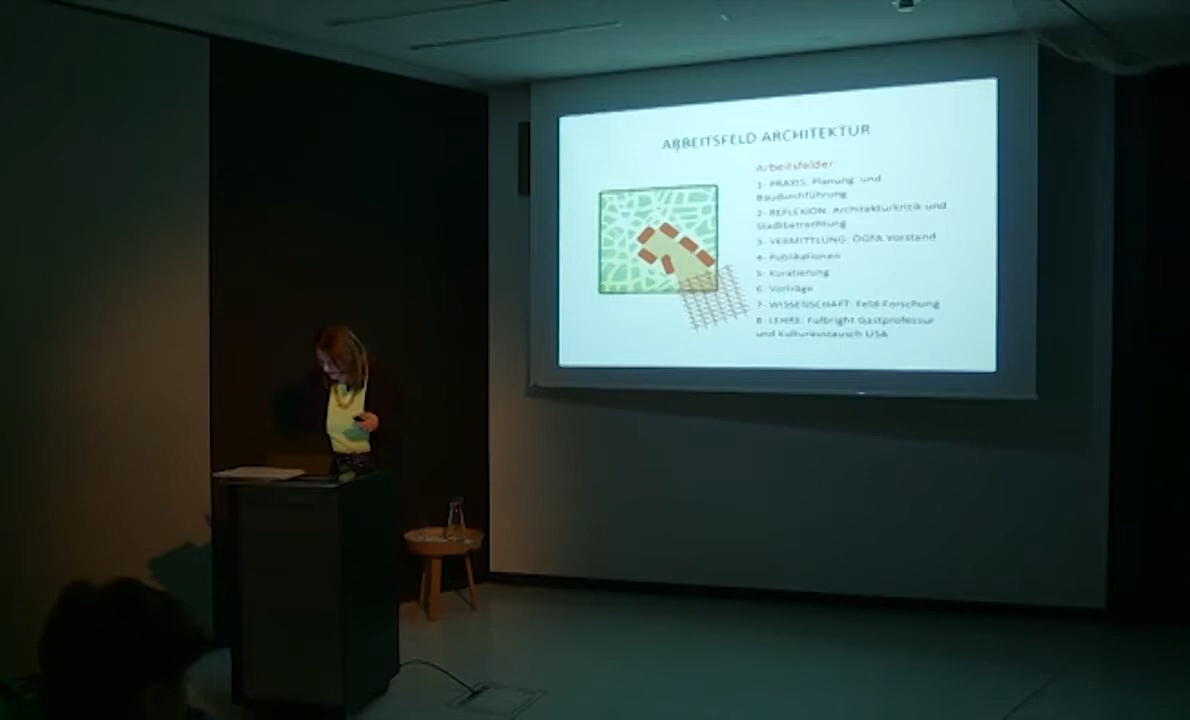 ARBEITSFELD ARCHITEKTUR
Arbeitsfelder
1- PRAXIS: Planung und
Baudurchführung
2- REFLEXION: Architekturkritik und
Stadtbetrachtung
3- VERMITTLUNG: ÖGFA Vorstand
4- Publikationen
5- Kuratierung
6- Vorträge
7- WISSENSCHAFT: Feld Forschung
8- LEHRE: Fulbright Gastprofessur
und Kulturaustausch USA